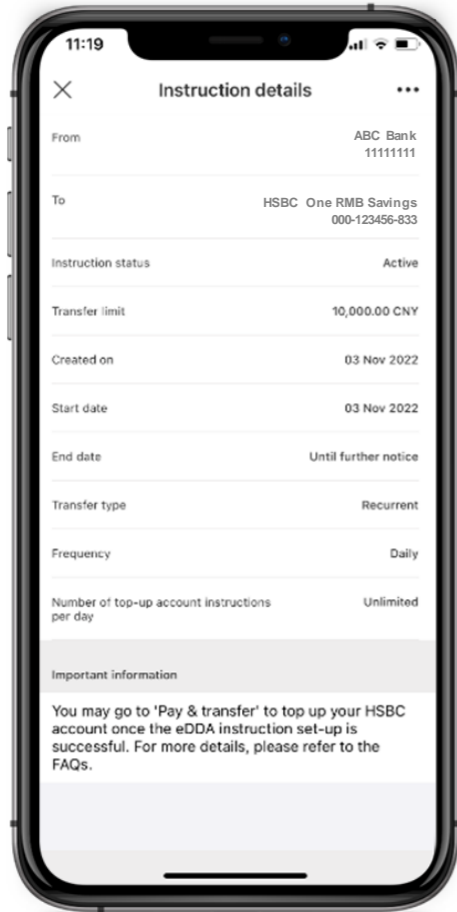 11:19
Instruction details
From
ABC Bank
11111111
To
HSBC One RMB Savings
000-123456-833
Instruction status
Active
Transfer limit
10,000.00 CNY
Created on
03 Nov 2022
Start date
03 Nov 2022
End date
Until further notice
Transfer type
Recurrent
Frequency
Daily
Number of top-up account instructions
per day
Unlimited
Important information
You may go to 'Pay & transfer' to top up your HSBC
account once the eDDA instruction set-up is
successful. For more details, please refer to the
FAQs.